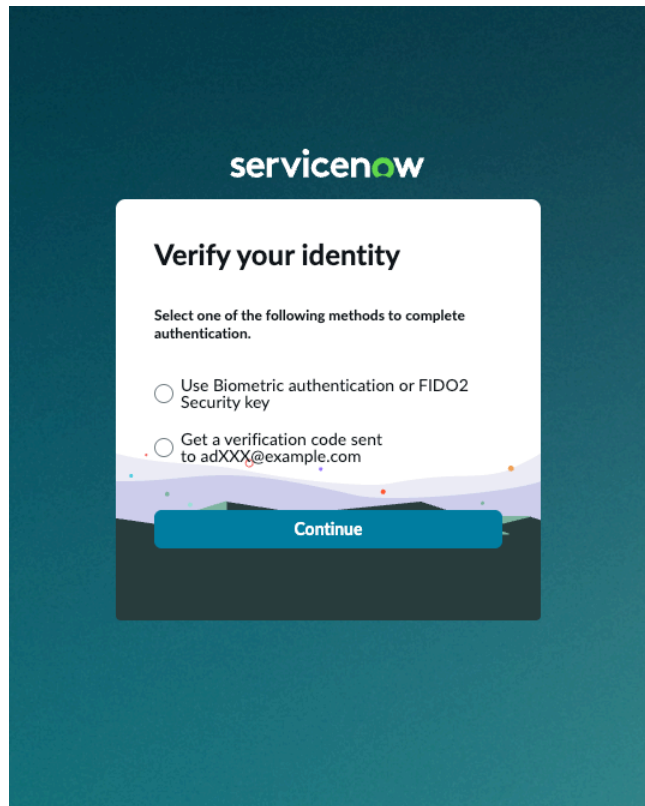 servicenow
Verify your identity
Select one of the following methods to complete
authentication.
Use Biometric authentication or FIDO2
Security key
Get a verification code sent
to adXXX@example.com
Continue